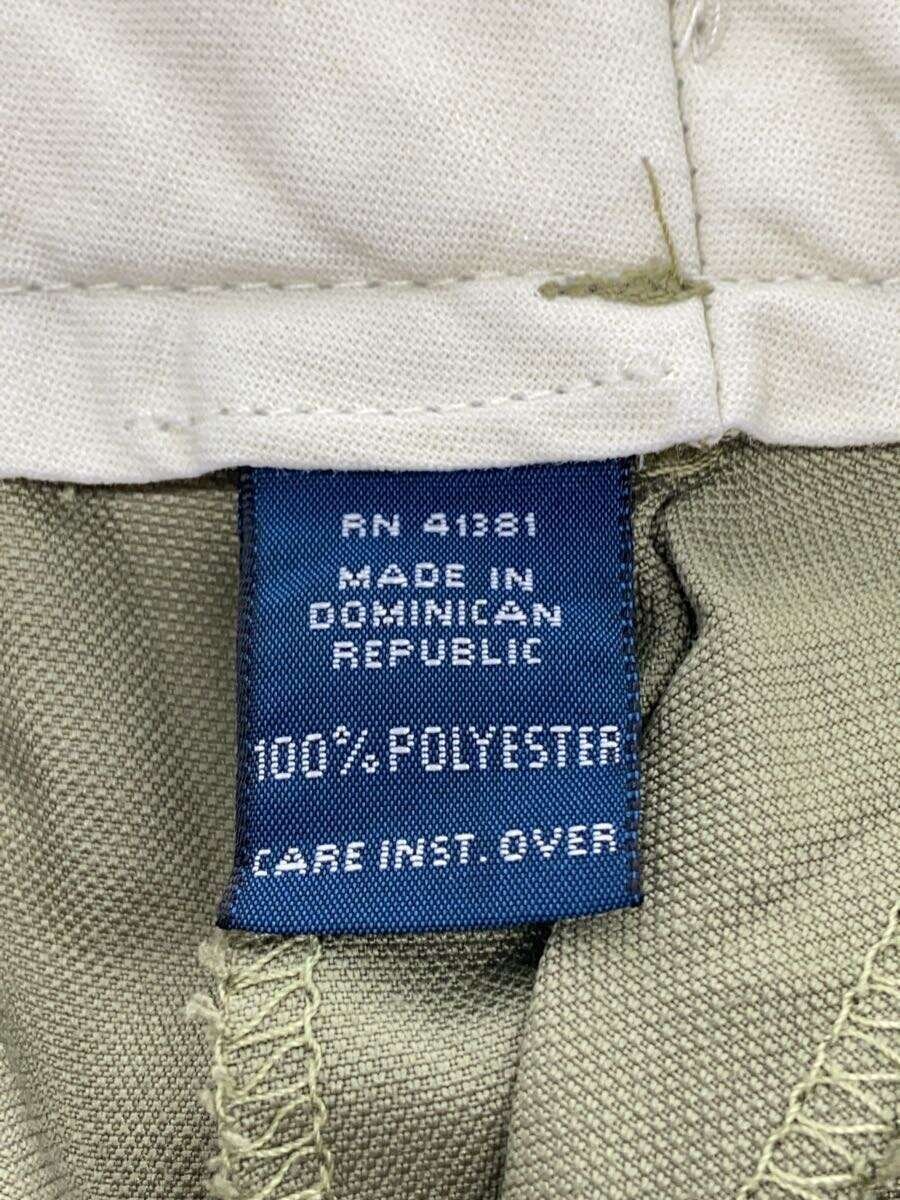 RN 41381
MADE IN
DOMINICAN
REPUBLIC
100% POLYESTER
CARE INST. OVER